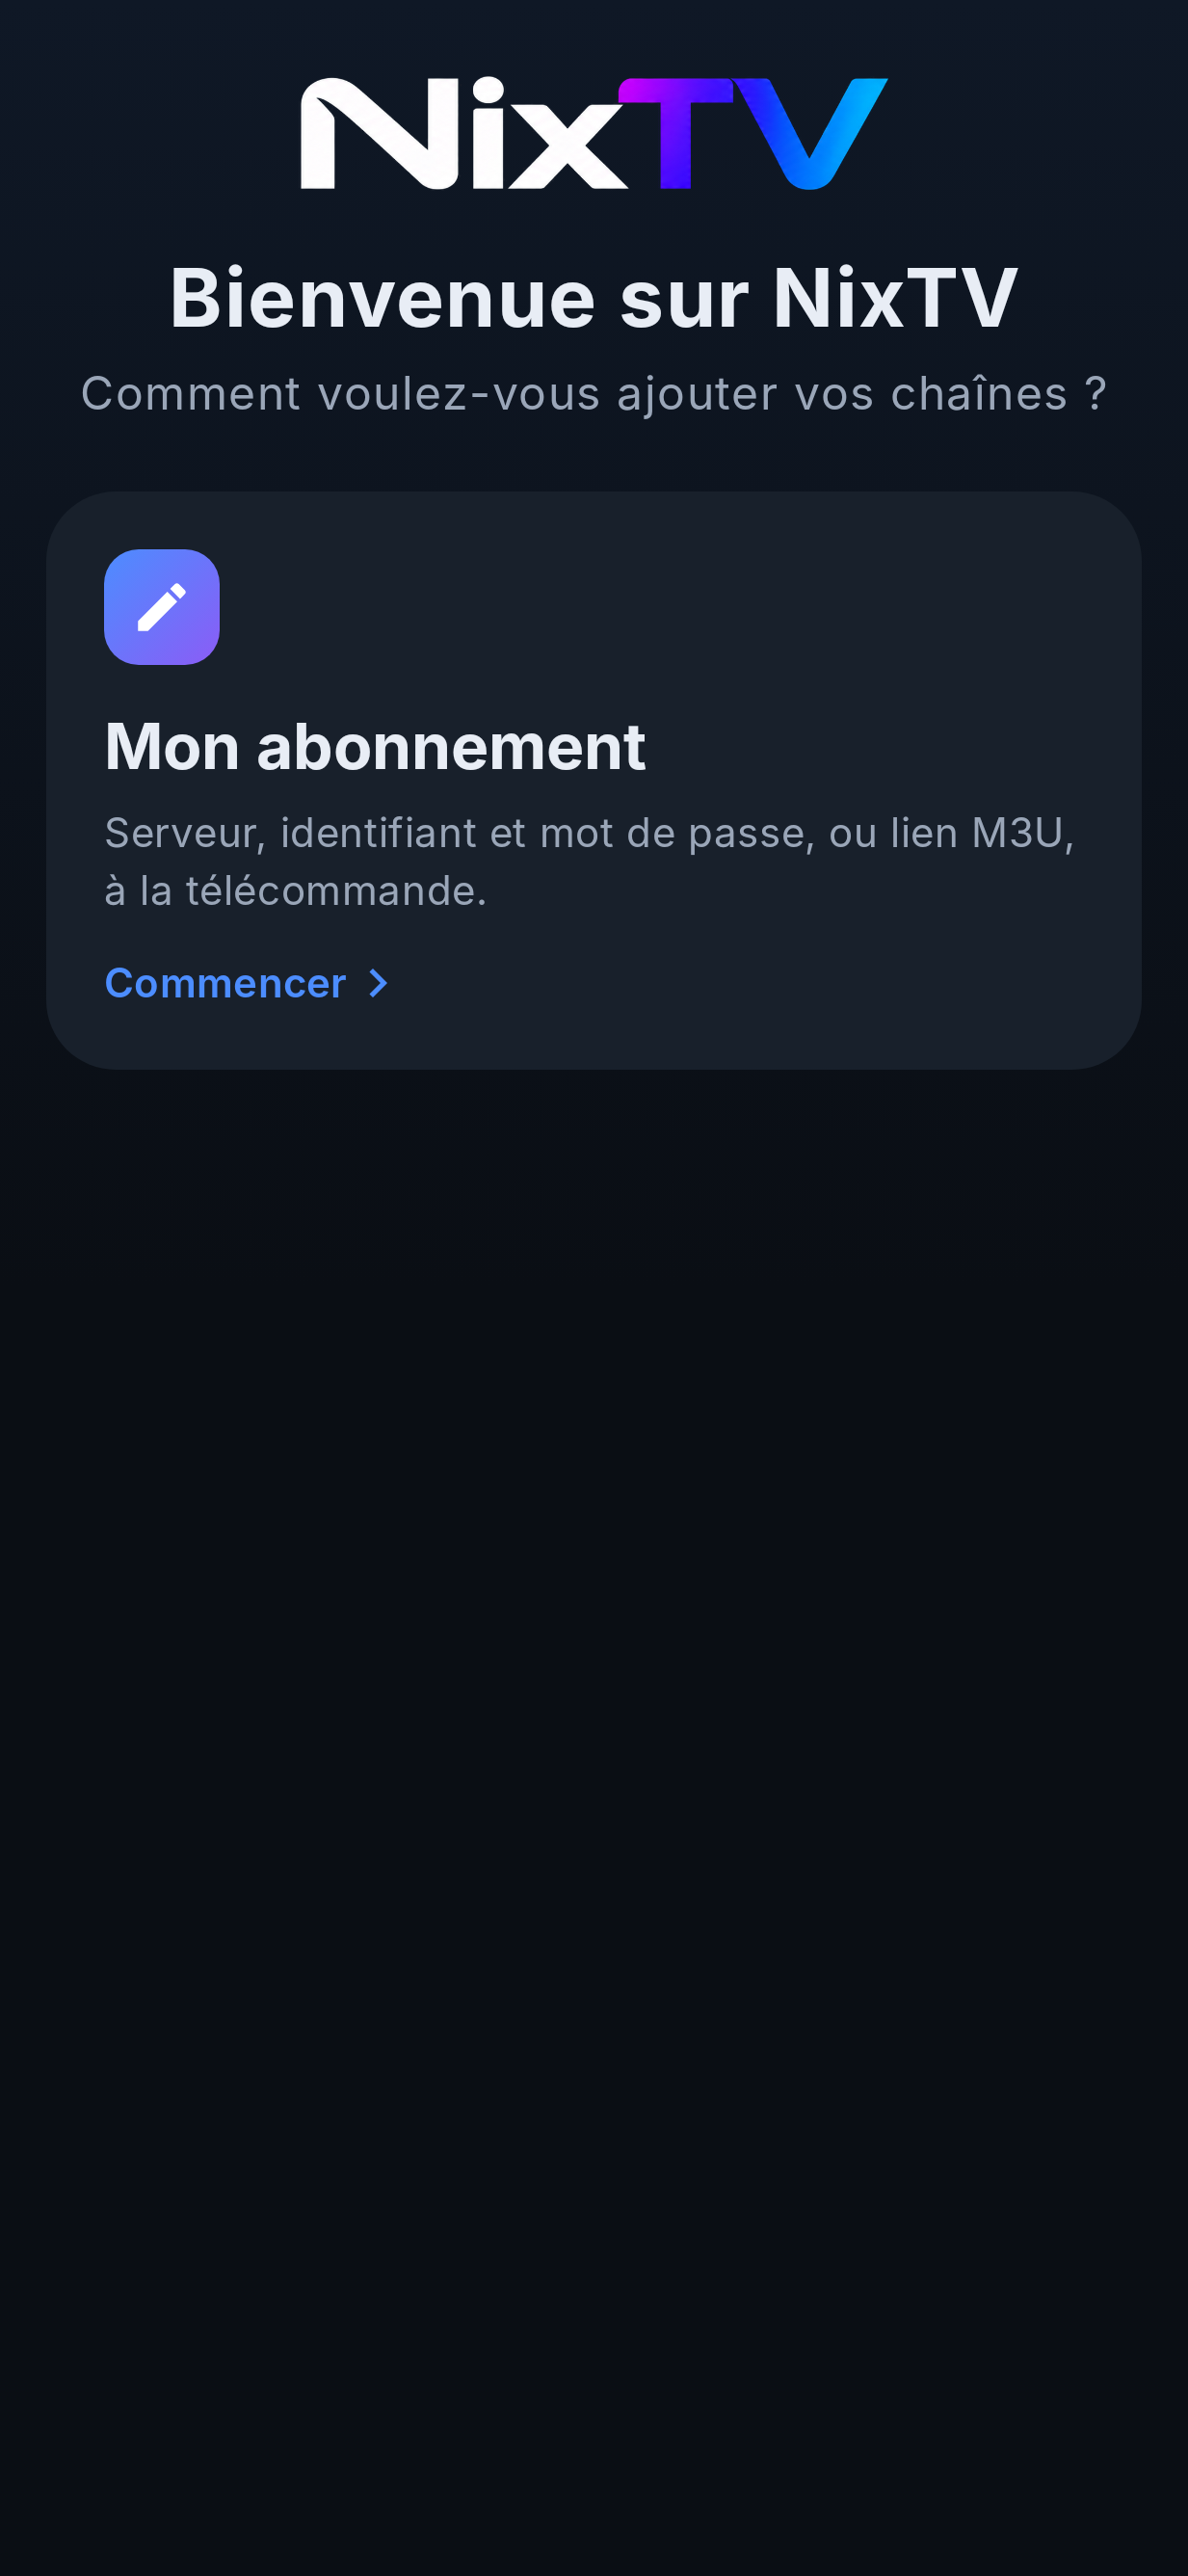 NixTV
Bienvenue sur NixTV
Comment voulez-vous ajouter vos chaînes ?
Mon abonnement
Serveur, identifiant et mot de passe, ou lien M3U,
à la télécommande.
Commencer